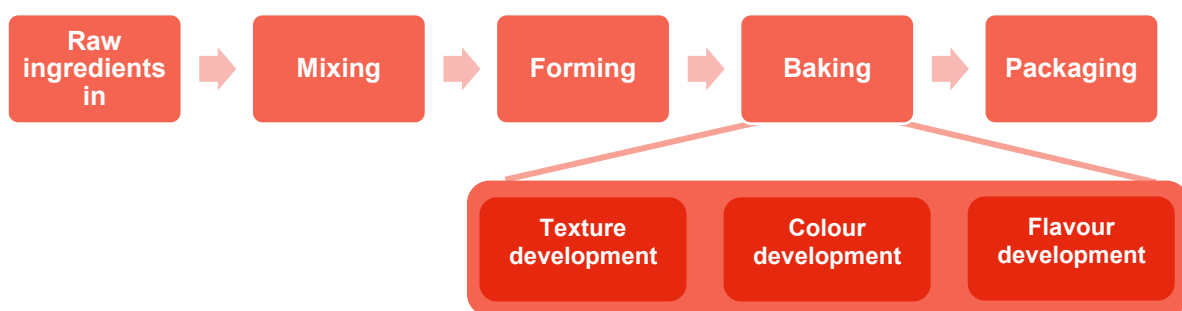 Raw
ingredients
in
Mixing
Forming
Baking
Packaging
Texture
development
Colour
development
Flavour
development